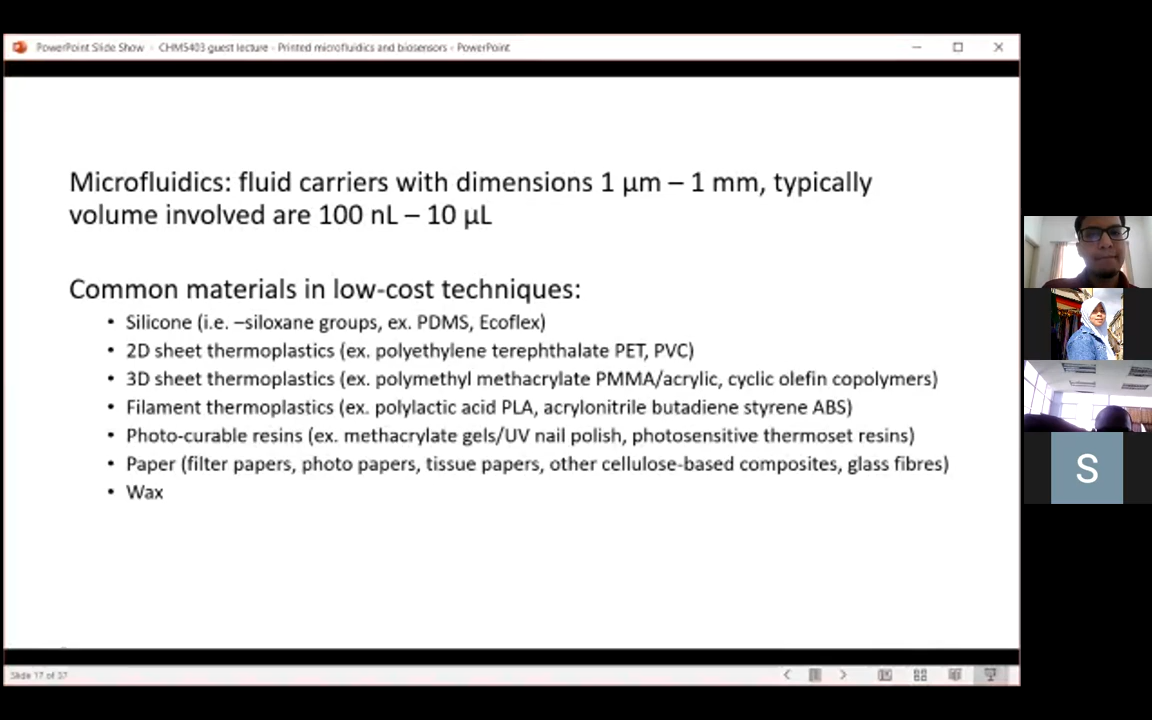 PowerPoint Slide Show - CHM5403 guest lecture - Printed microfluidics and biosensors - PowerPoint
Microfluidics: fluid carriers with dimensions 1 µm – 1 mm, typically
volume involved are 100 nL – 10 µL
Common materials in low-cost techniques:
• Silicone (i.e. –siloxane groups, ex. PDMS, Ecoflex)
• 2D sheet thermoplastics (ex. polyethylene terephthalate PET, PVC)
• 3D sheet thermoplastics (ex. polymethyl methacrylate PMMA/acrylic, cyclic olefin copolymers)
• Filament thermoplastics (ex. polylactic acid PLA, acrylonitrile butadiene styrene ABS)
• Photo-curable resins (ex. methacrylate gels/UV nail polish, photosensitive thermoset resins)
• Paper (filter papers, photo papers, tissue papers, other cellulose-based composites, glass fibres)
• Wax
S
Slide 17 of 37